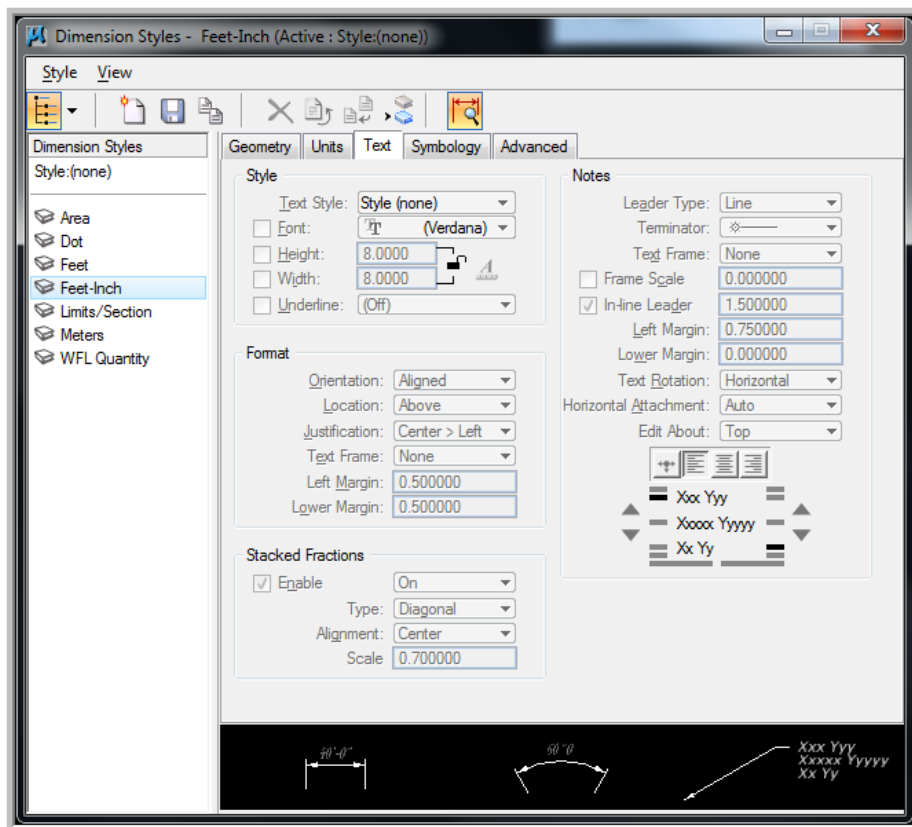 Dimension Styles - Feet-Inch (Active : Style:(none))
Style View
Dimension Styles
Style:(none)
Area
Dot
Feet
Feet-Inch
Limits/Section
Meters
WFL Quantity
Geometry Units Text Symbology Advanced
Style
Text Style: Style (none)
Font: (Verdana)
Height: 8.0000
Width: 8.0000
Underline: (Off)
Format
Orientation: Aligned
Location: Above
Justification: Center > Left
Text Frame: None
Left Margin: 0.500000
Lower Margin: 0.500000
Stacked Fractions
Enable On
Type: Diagonal
Alignment: Center
Scale 0.700000
Notes
Leader Type: Line
Terminator:
Text Frame: None
Frame Scale 0.000000
In-line Leader 1.500000
Left Margin: 0.750000
Lower Margin: 0.000000
Text Rotation: Horizontal
Horizontal Attachment: Auto
Edit About: Top
Xxx Yyy
Xxxxx Yyyyy
Xx Yy
40'-0"
Xxx Yyy
Xxxxx Yyyyy
Xx Yy